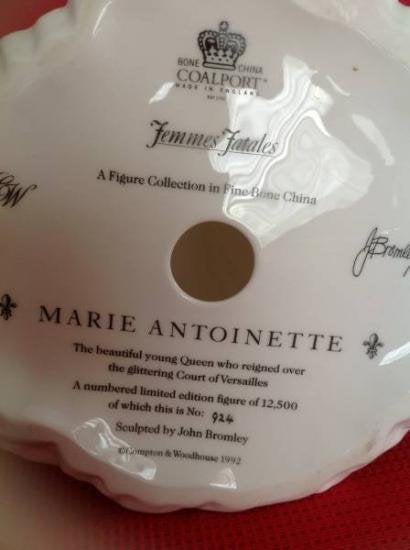 BONE CHINA
COALPORT
MADE IN ENGLAND
Femmes Fatales
A Figure Collection in Fine Bone China
CW
J Bromley
MARIE ANTOINETTE
The beautiful young Queen who reigned over
the glittering Court of Versailles
A numbered limited edition figure of 12,500
of which this is No: 924
Sculpted by John Bromley
©Compton & Woodhouse 1992